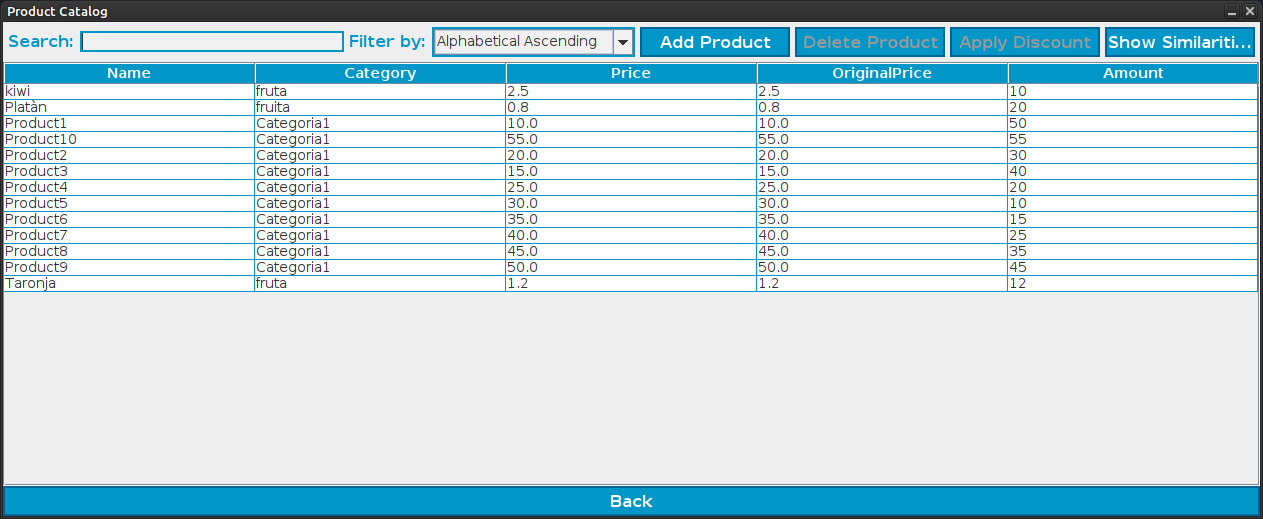 Product Catalog
Search: Filter by: Alphabetical Ascending Add Product Delete Product Apply Discount Show Similariti...
Name Category Price OriginalPrice Amount
kiwi fruta 2.5 2.5 10
Platàn fruita 0.8 0.8 20
Product1 Categoria1 10.0 10.0 50
Product10 Categoria1 55.0 55.0 55
Product2 Categoria1 20.0 20.0 30
Product3 Categoria1 15.0 15.0 40
Product4 Categoria1 25.0 25.0 20
Product5 Categoria1 30.0 30.0 10
Product6 Categoria1 35.0 35.0 15
Product7 Categoria1 40.0 40.0 25
Product8 Categoria1 45.0 45.0 35
Product9 Categoria1 50.0 50.0 45
Taronja fruta 1.2 1.2 12
Back